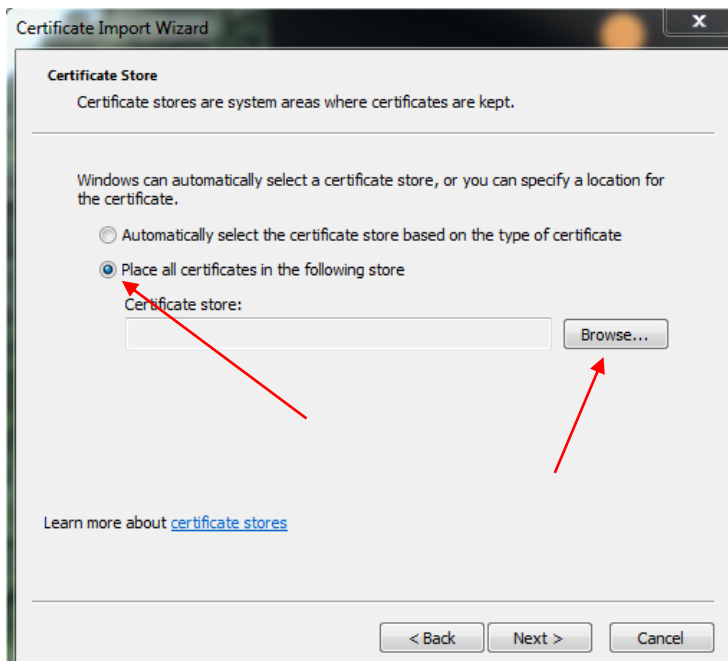 Certificate Import Wizard
X
Certificate Store
Certificate stores are system areas where certificates are kept.
Windows can automatically select a certificate store, or you can specify a location for
the certificate.
Automatically select the certificate store based on the type of certificate
Place all certificates in the following store
Certificate store:
Browse...
Learn more about certificate stores
< Back Next > Cancel